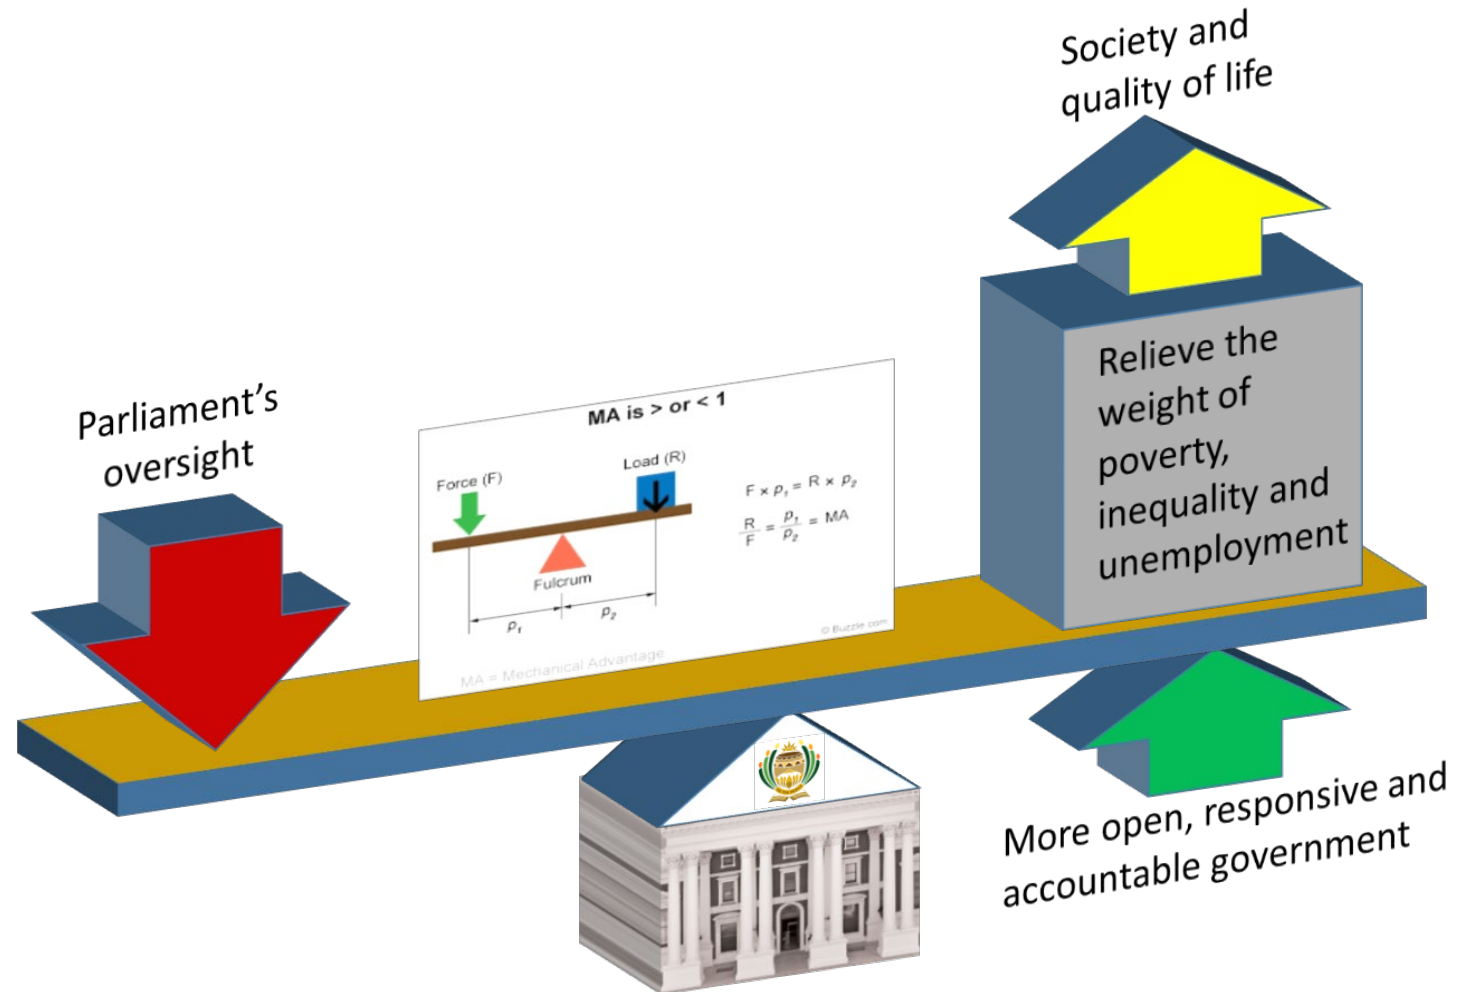 Society and
quality of life
Relieve the
weight of
poverty,
inequality and
unemployment
Parliament’s
oversight
MA is > or < 1
Force (F)
Load (R)
Fulcrum
p1
p2
F × p1 = R × p2
R/F = p1/p2 = MA
© Buzzle.com
MA = Mechanical Advantage
More open, responsive and
accountable government